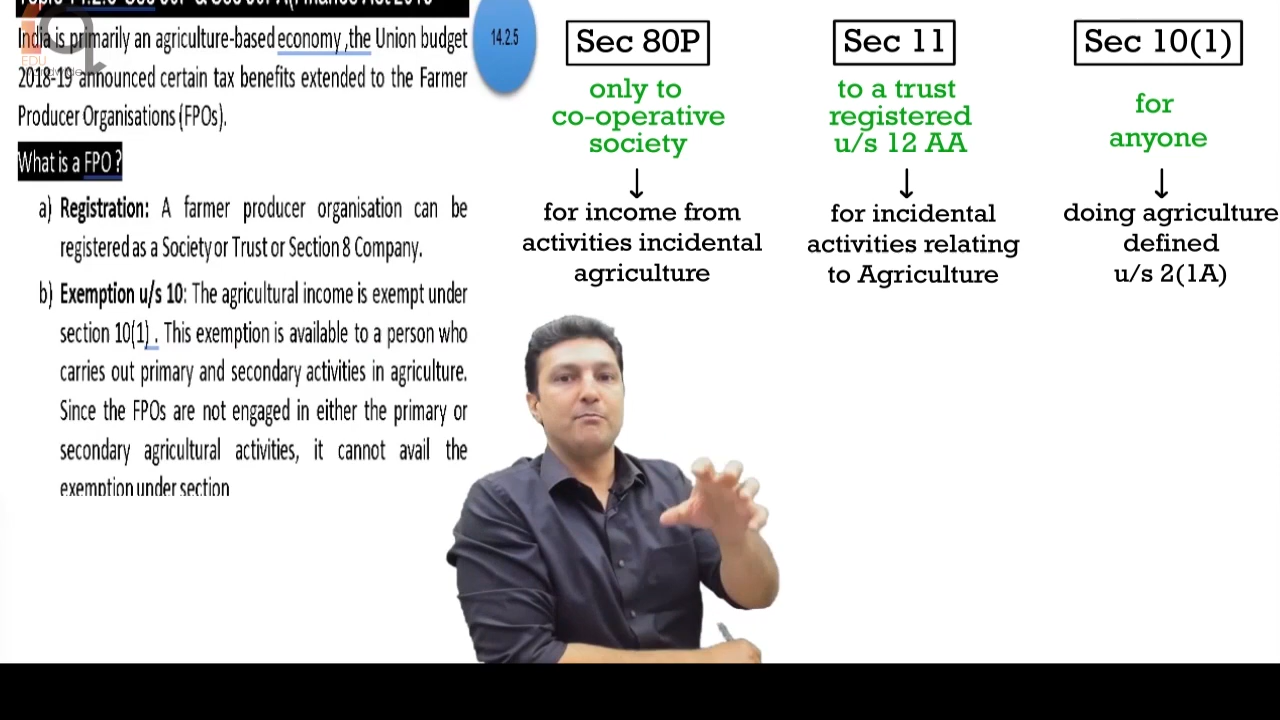 India is primarily an agriculture-based economy ,the Union budget
2018-19 announced certain tax benefits extended to the Farmer
Producer Organisations (FPOs).
What is a FPO ?
a) Registration: A farmer producer organisation can be
registered as a Society or Trust or Section 8 Company.
b) Exemption u/s 10: The agricultural income is exempt under
section 10(1) . This exemption is available to a person who
carries out primary and secondary activities in agriculture.
Since the FPOs are not engaged in either the primary or
secondary agricultural activities, it cannot avail the
exemption under section
EDU
14.2.5
Sec 80P
only to
co-operative
society
↓
for income from
activities incidental
agriculture
Sec 11
to a trust
registered
u/s 12 AA
↓
for incidental
activities relating
to Agriculture
Sec 10(1)
for
anyone
↓
doing agriculture
defined
u/s 2(1A)